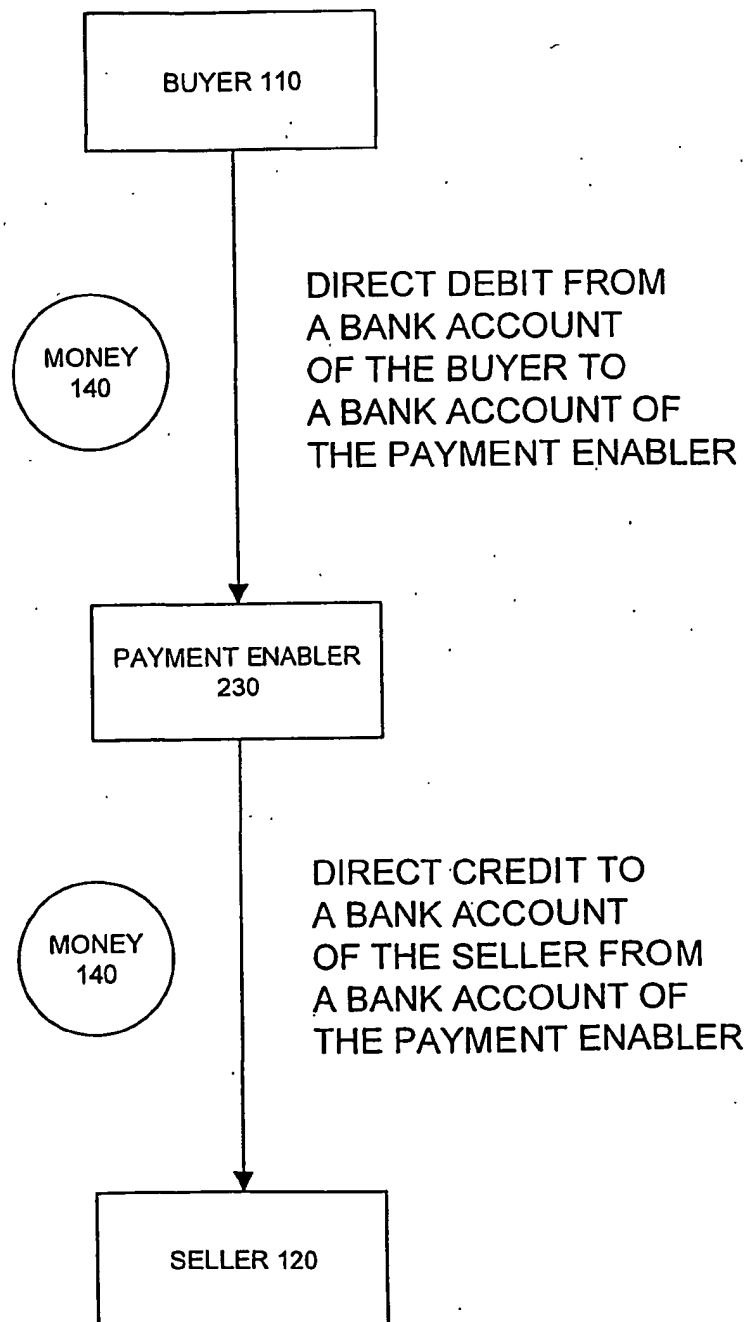 BUYER 110
MONEY
140
DIRECT DEBIT FROM
A BANK ACCOUNT
OF THE BUYER TO
A BANK ACCOUNT OF
THE PAYMENT ENABLER
PAYMENT ENABLER
230
MONEY
140
DIRECT CREDIT TO
A BANK ACCOUNT
OF THE SELLER FROM
A BANK ACCOUNT OF
THE PAYMENT ENABLER
SELLER 120